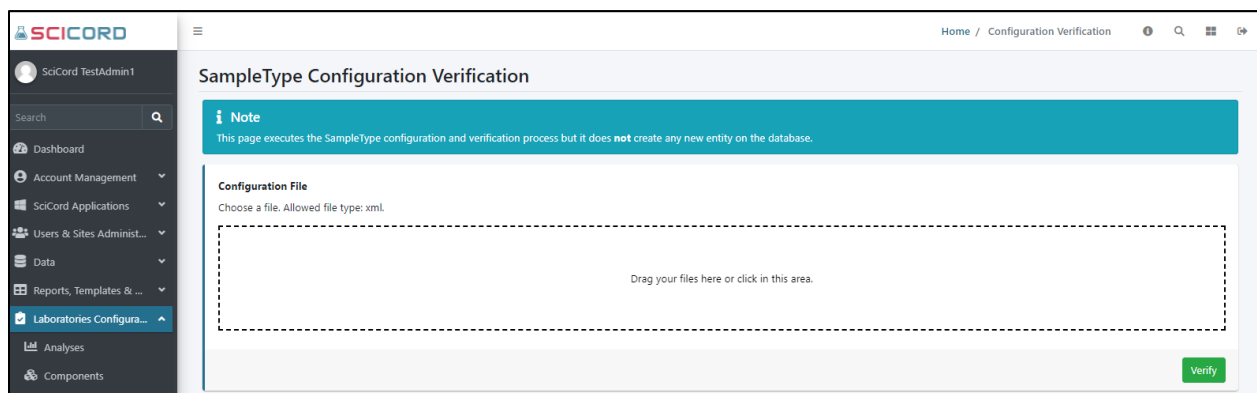 SCICORD
Home / Configuration Verification
SciCord TestAdmin1
SampleType Configuration Verification
Search
Note
This page executes the SampleType configuration and verification process but it does not create any new entity on the database.
Dashboard
Account Management
SciCord Applications
Users & Sites Administ...
Data
Reports, Templates & ...
Laboratories Configura...
Analyses
Components
Configuration File
Choose a file. Allowed file type: xml.
Drag your files here or click in this area.
Verify